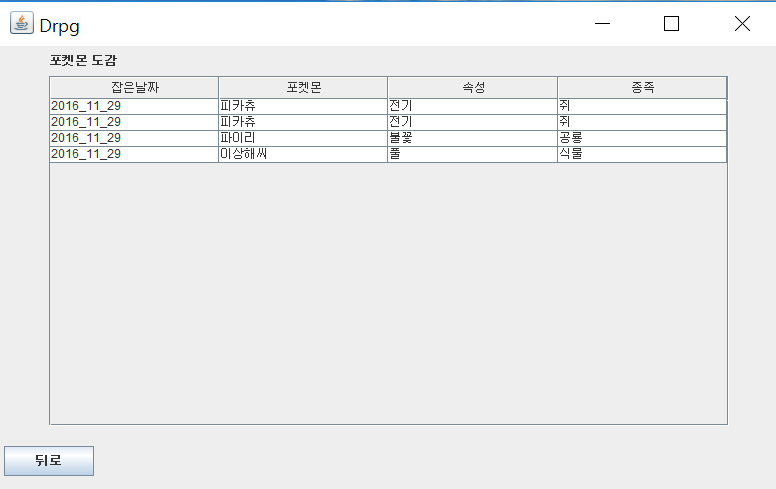 Drpg
포켓몬 도감
잡은날짜 포켓몬 속성 종족
2016_11_29 피카츄 전기 쥐
2016_11_29 피카츄 전기 쥐
2016_11_29 파이리 불꽃 공룡
2016_11_29 이상해씨 풀 식물
뒤로